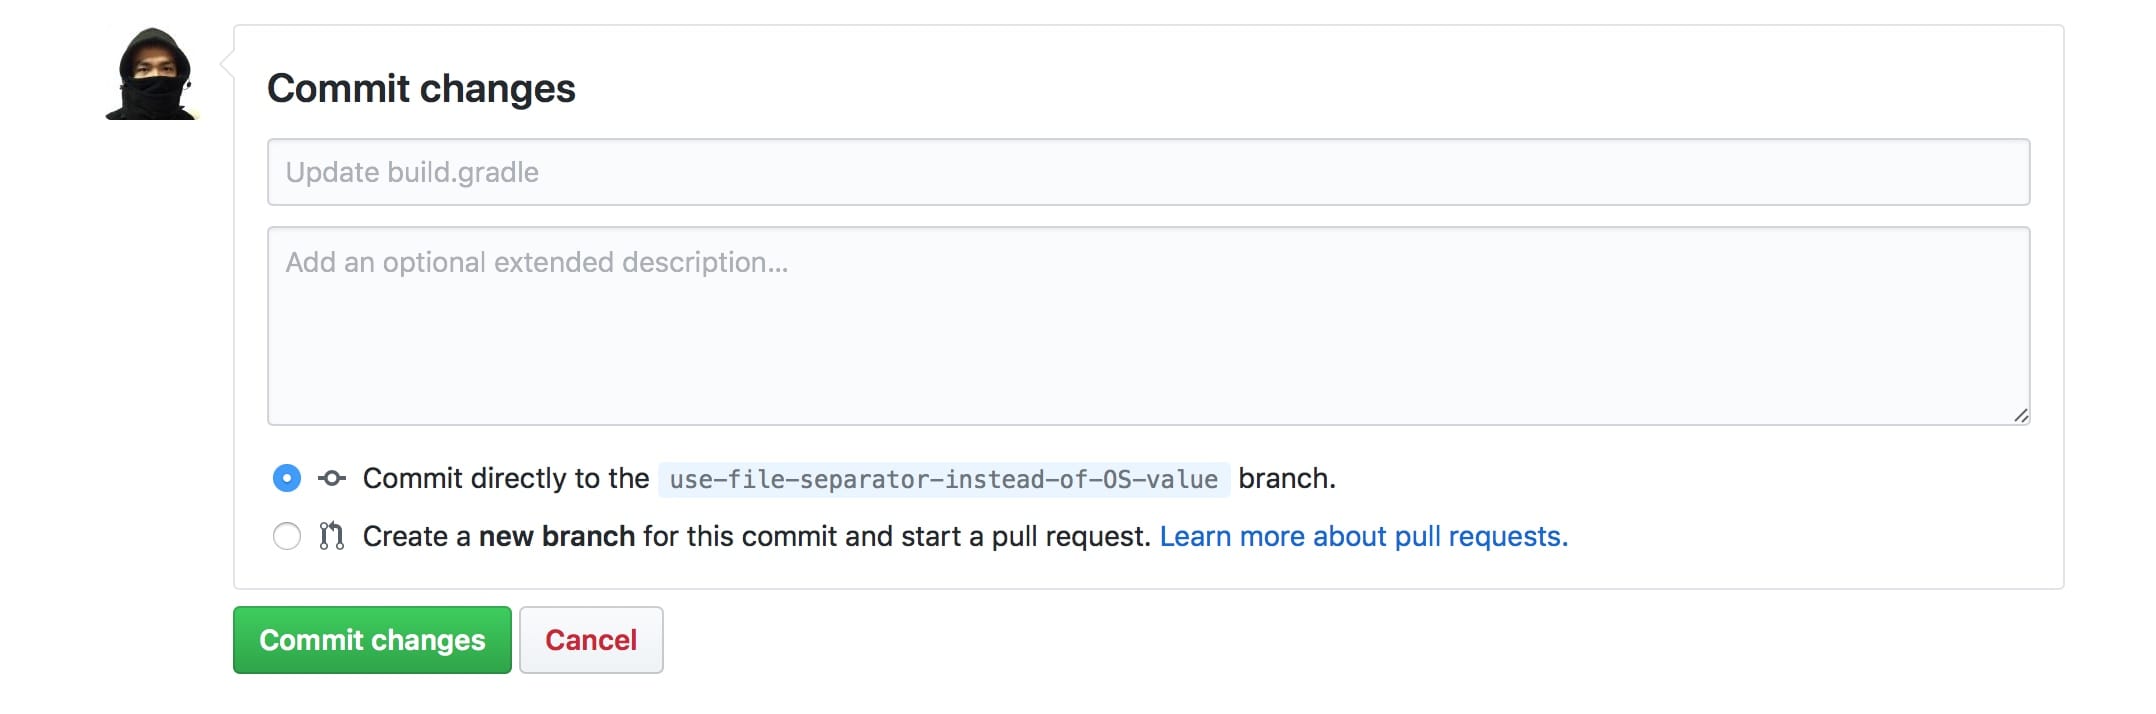 Commit changes
Update build.gradle
Add an optional extended description...
Commit directly to the use-file-separator-instead-of-OS-value branch.
Create a new branch for this commit and start a pull request. Learn more about pull requests.
Commit changes Cancel